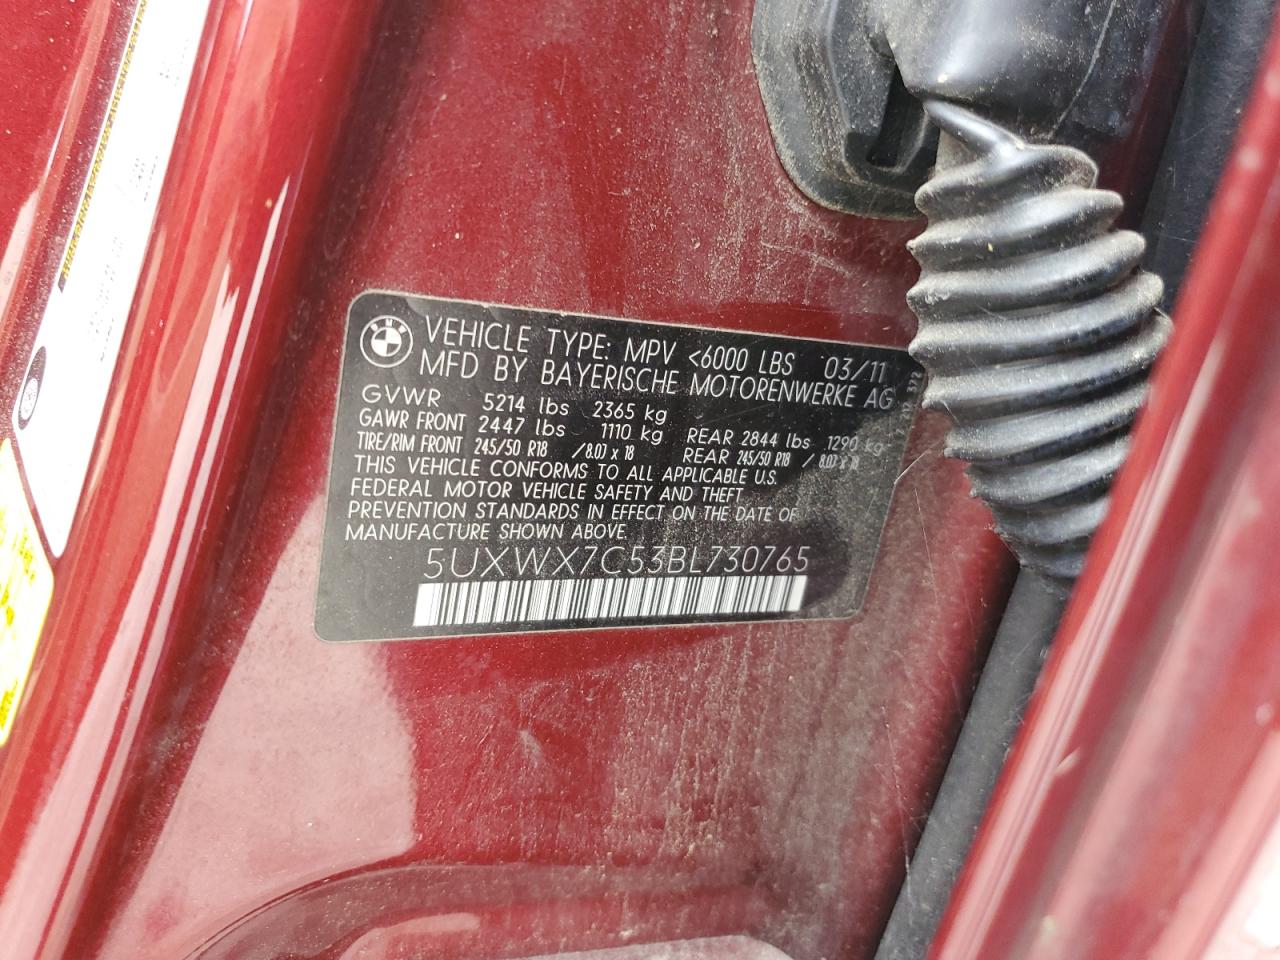 VEHICLE TYPE: MPV <6000 LBS 03/11
MFD BY BAYERISCHE MOTORENWERKE AG
GVWR 5214 lbs 2365 kg
GAWR FRONT 2447 lbs 1110 kg REAR 2844 lbs 1290 kg
TIRE/RIM FRONT 245/50 R18 /8.0J x 18 REAR 245/50 R18 / 8.0J x 18
THIS VEHICLE CONFORMS TO ALL APPLICABLE U.S.
FEDERAL MOTOR VEHICLE SAFETY AND THEFT
PREVENTION STANDARDS IN EFFECT ON THE DATE OF
MANUFACTURE SHOWN ABOVE.
5UXWX7C53BL730765